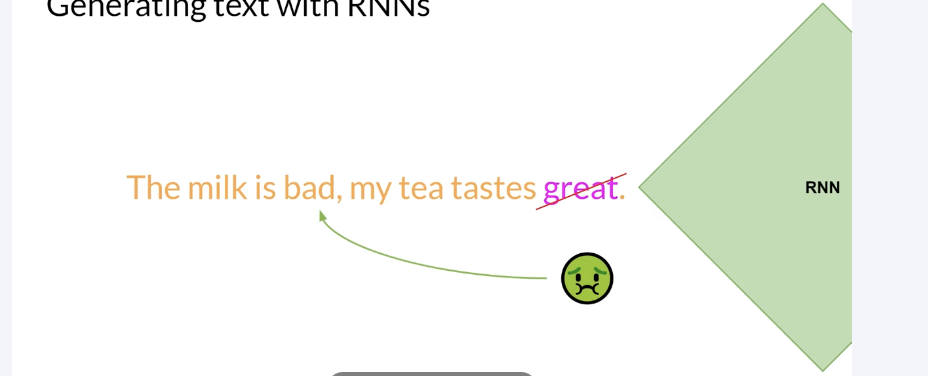 Generating text with RNNs
The milk is bad, my tea tastes great.
RNN